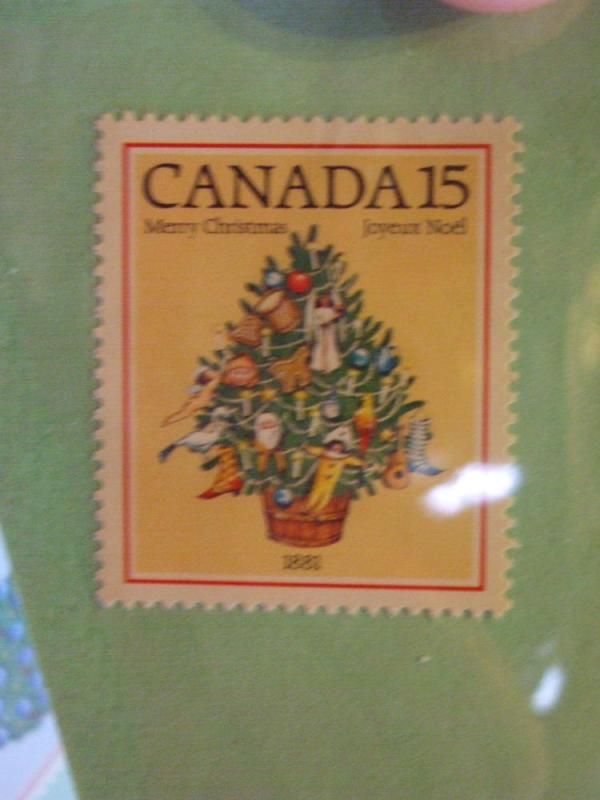 CANADA 15
Merry Christmas Joyeux Noël
1881